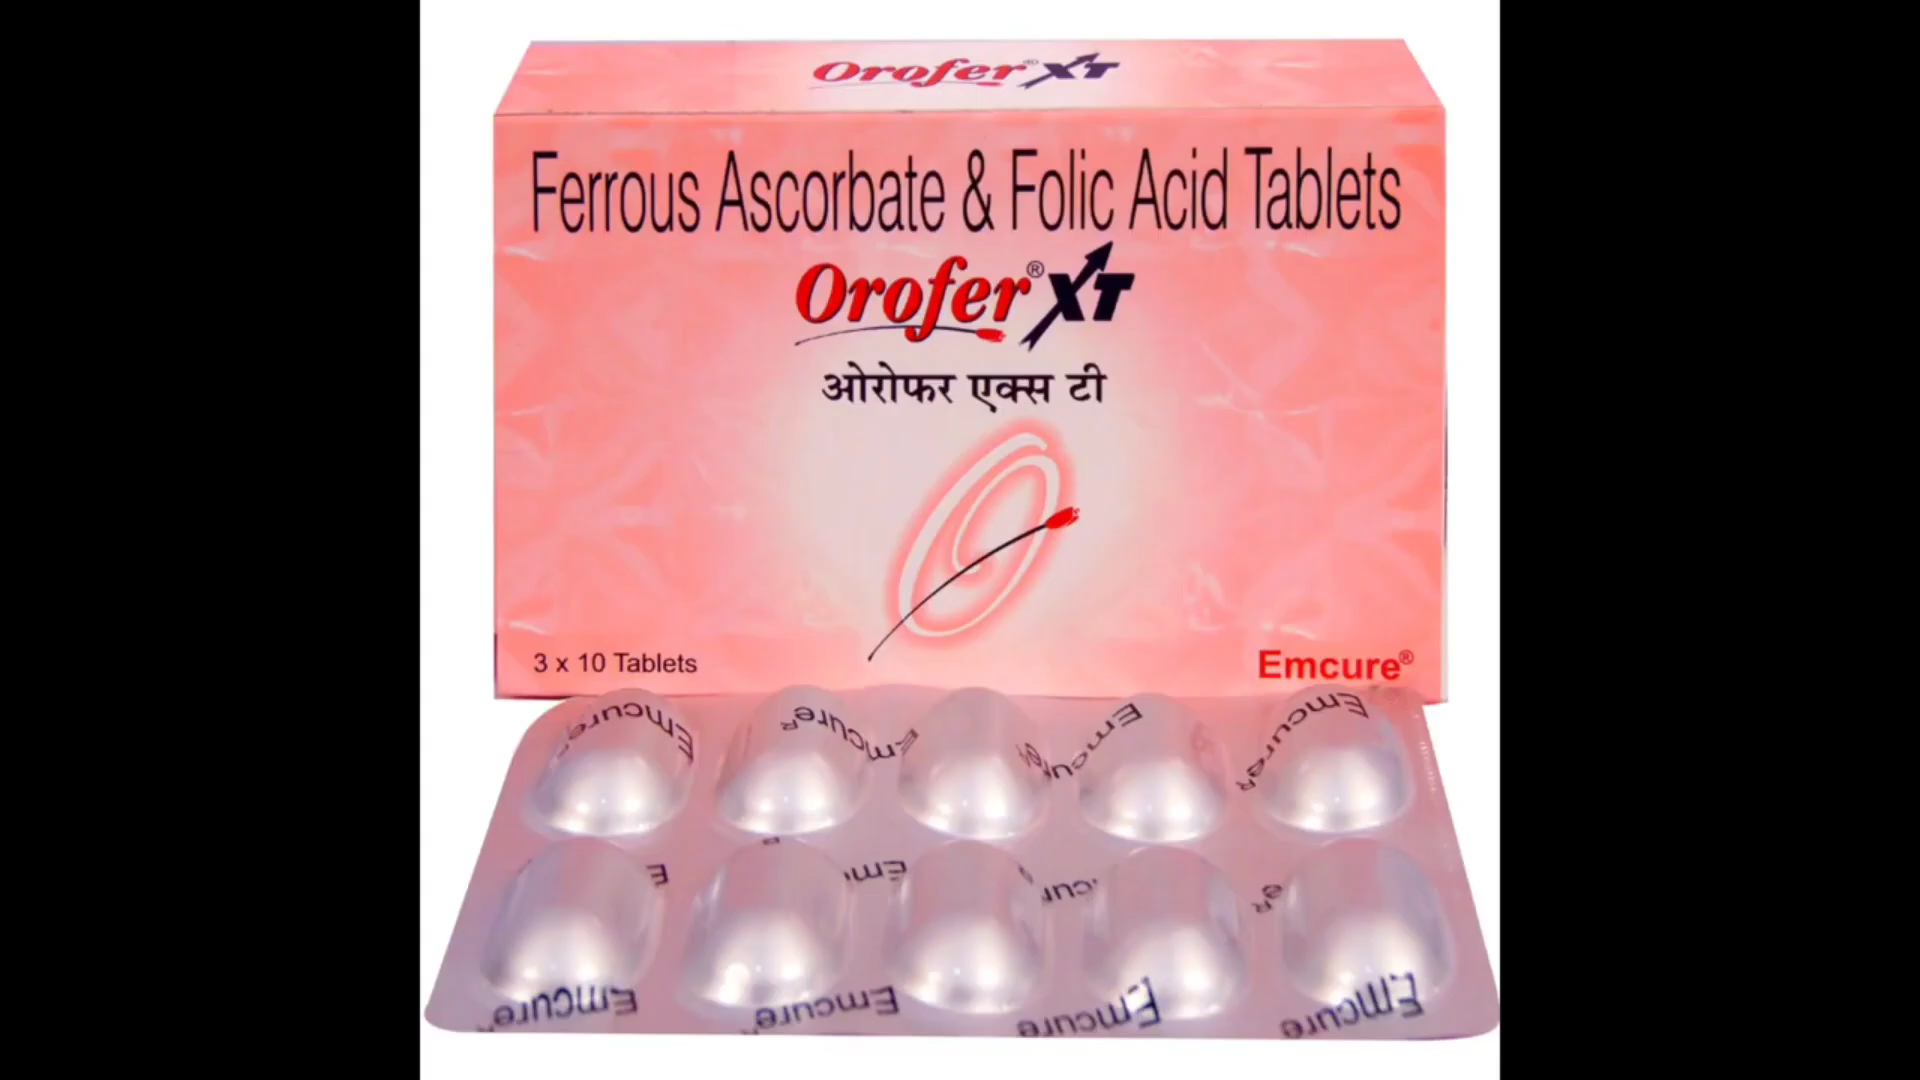 Orofer® XT
Ferrous Ascorbate & Folic Acid Tablets
Orofer® XT
ओरोफर एक्स टी
3 x 10 Tablets
Emcure®
Emcure
Emcure®
Emcure
Emcure®
Emcure
Emcure
Emcure
Emcure